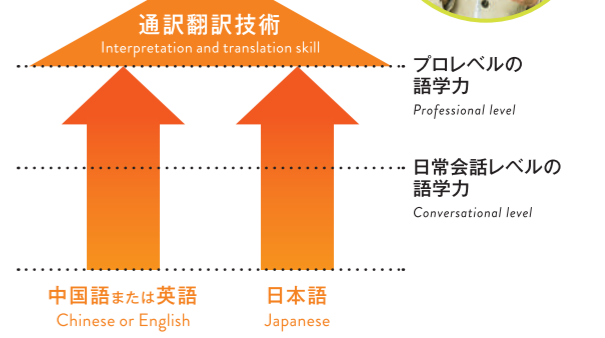 通訳翻訳技術
Interpretation and translation skill
プロレベルの
語学力
Professional level
日常会話レベルの
語学力
Conversational level
中国語または英語
Chinese or English
日本語
Japanese